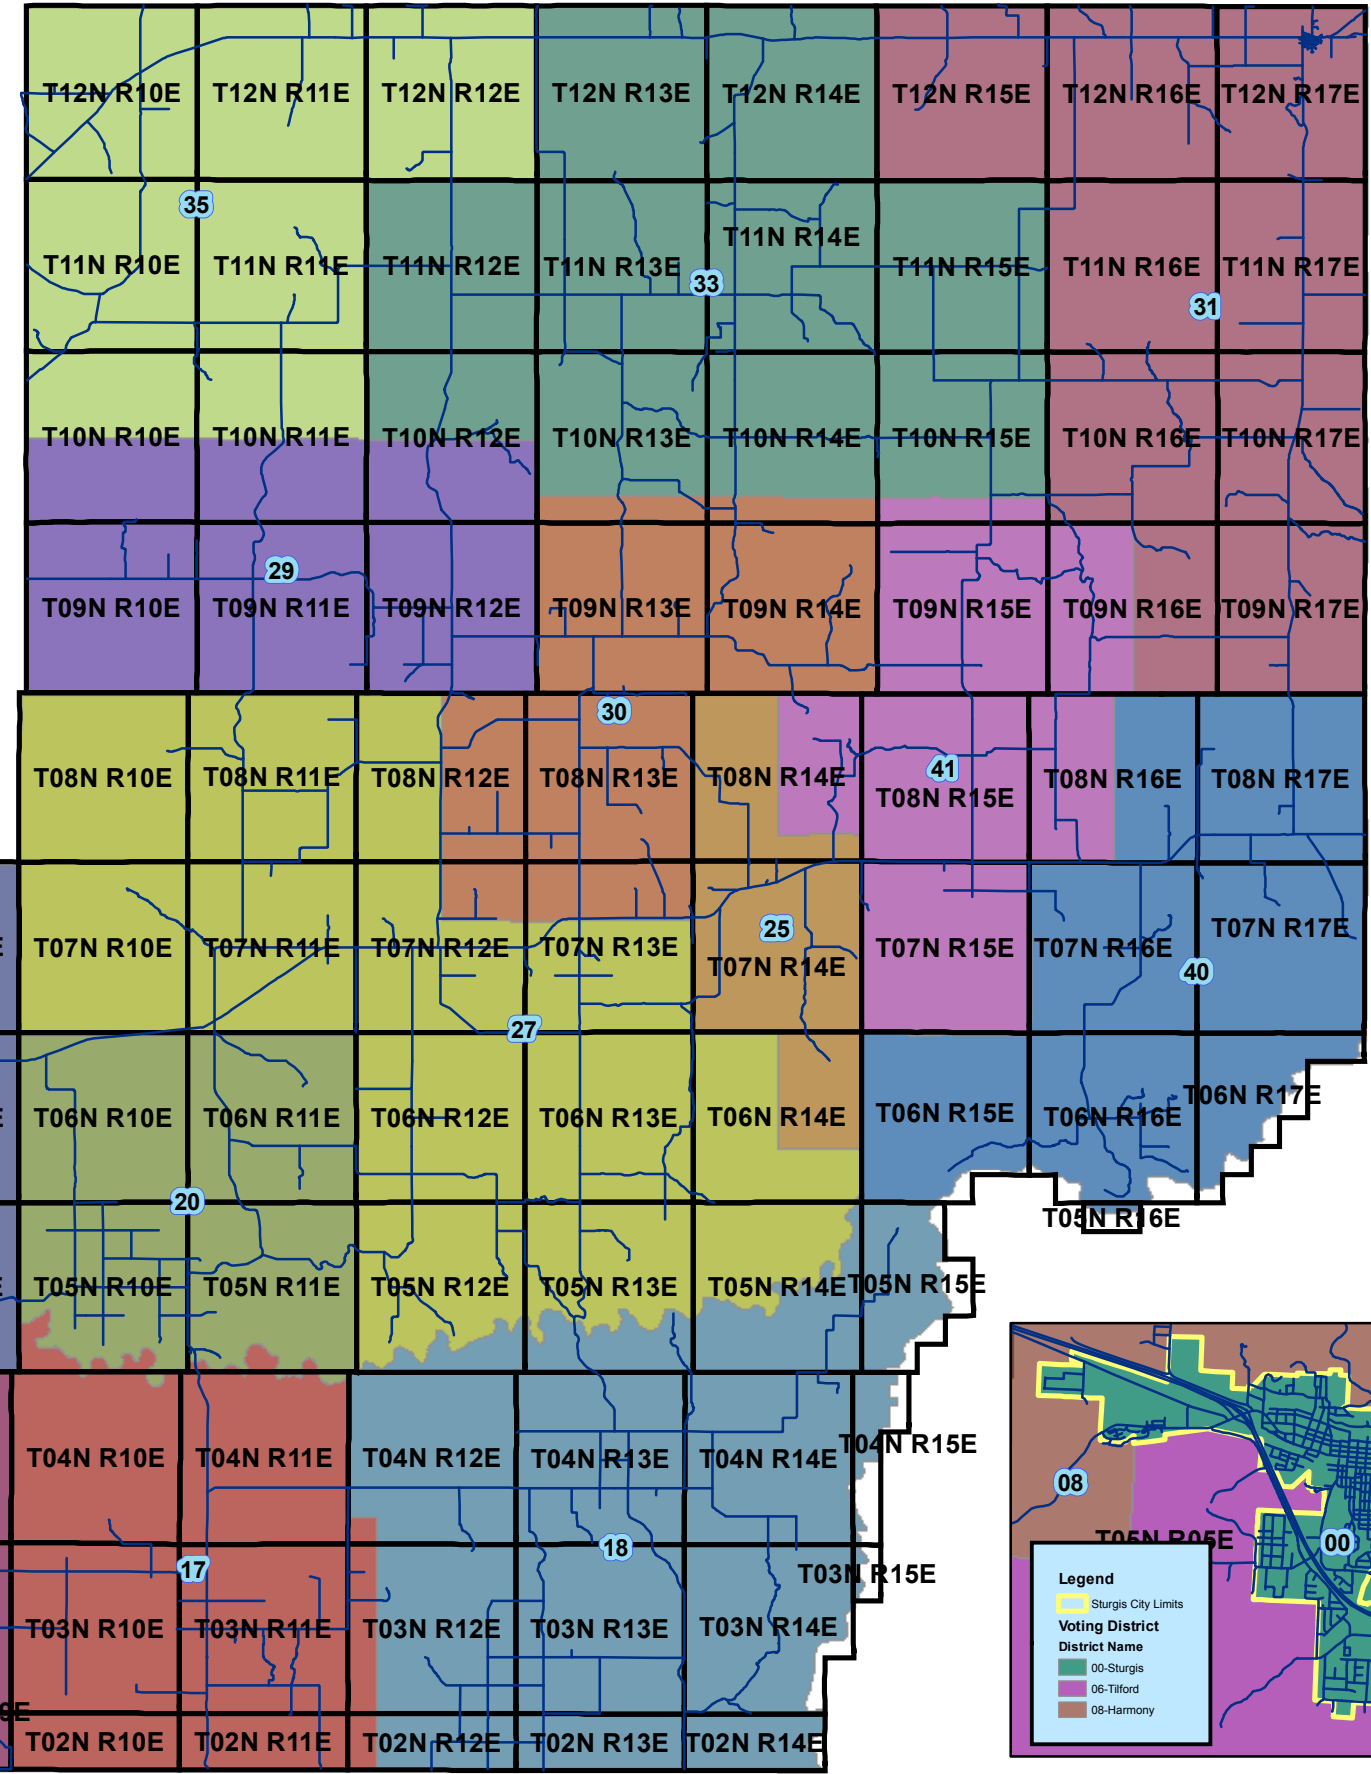 T12N R10E T12N R11E T12N R12E T12N R13E T12N R14E T12N R15E T12N R16E T12N R17E
35
T11N R10E T11N R11E T11N R12E T11N R13E T11N R14E T11N R15E T11N R16E T11N R17E
33
31
T10N R10E T10N R11E T10N R12E T10N R13E T10N R14E T10N R15E T10N R16E T10N R17E
29
T09N R10E T09N R11E T09N R12E T09N R13E T09N R14E T09N R15E T09N R16E T09N R17E
30
41
T08N R10E T08N R11E T08N R12E T08N R13E T08N R14E T08N R15E T08N R16E T08N R17E
25
E T07N R10E T07N R11E T07N R12E T07N R13E T07N R14E T07N R15E T07N R16E T07N R17E
40
27
E T06N R10E T06N R11E T06N R12E T06N R13E T06N R14E T06N R15E T06N R16E T06N R17E
20
T05N R16E
E T05N R10E T05N R11E T05N R12E T05N R13E T05N R14E T05N R15E
T04N R10E T04N R11E T04N R12E T04N R13E T04N R14E T04N R15E
17
18
T03N R15E
T03N R10E T03N R11E T03N R12E T03N R13E T03N R14E
9E
T02N R10E T02N R11E T02N R12E T02N R13E T02N R14E
08
T05N R05E
00
Legend
Sturgis City Limits
Voting District
District Name
00-Sturgis
06-Tilford
08-Harmony